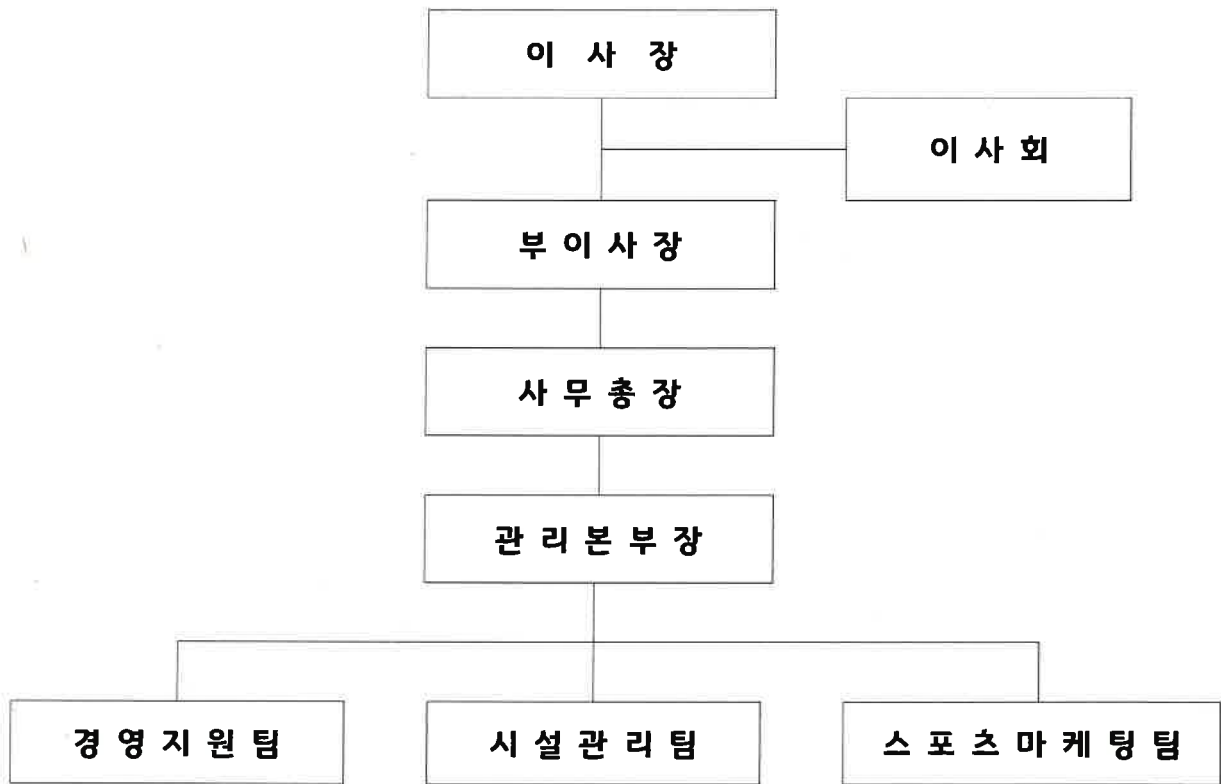 이 사 장
이 사 회
부 이 사 장
사 무 총 장
관 리 본 부 장
경 영 지 원 팀
시 설 관 리 팀
스 포 츠 마 케 팅 팀